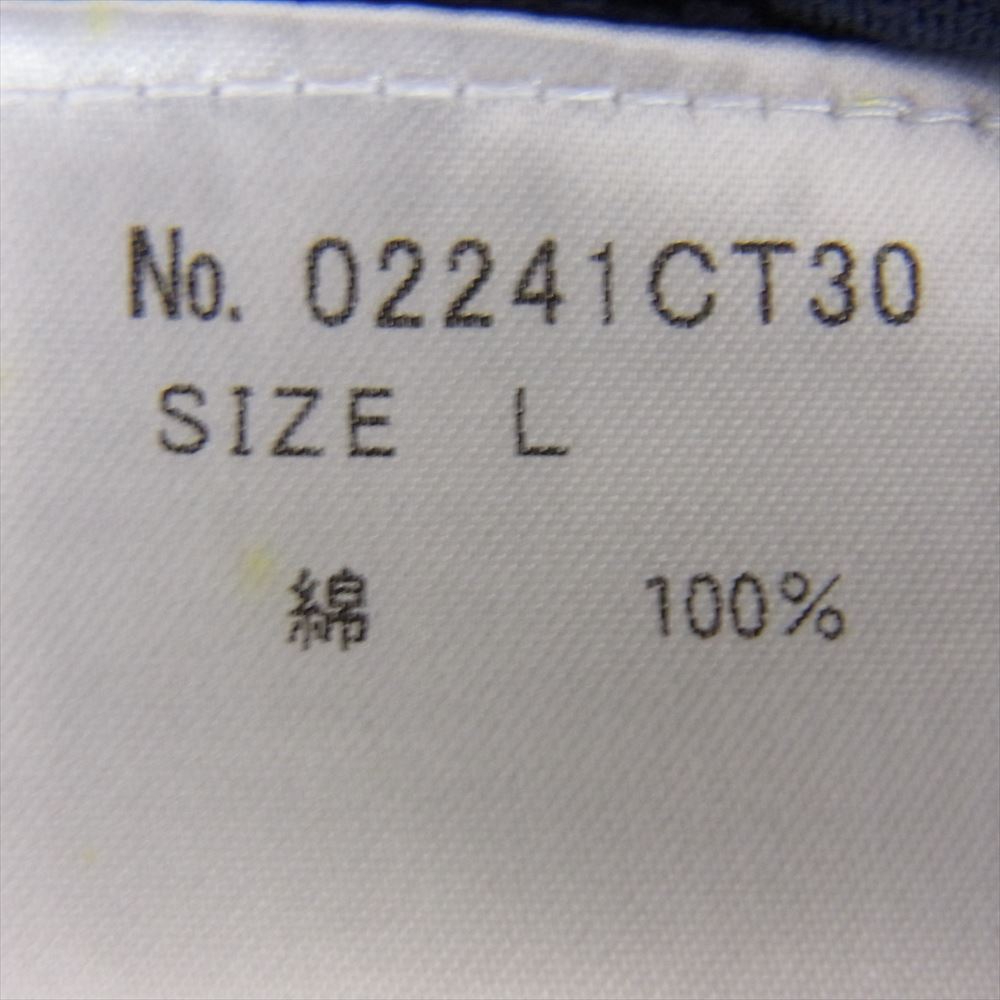 No. 02241CT30
SIZE L
綿 100%